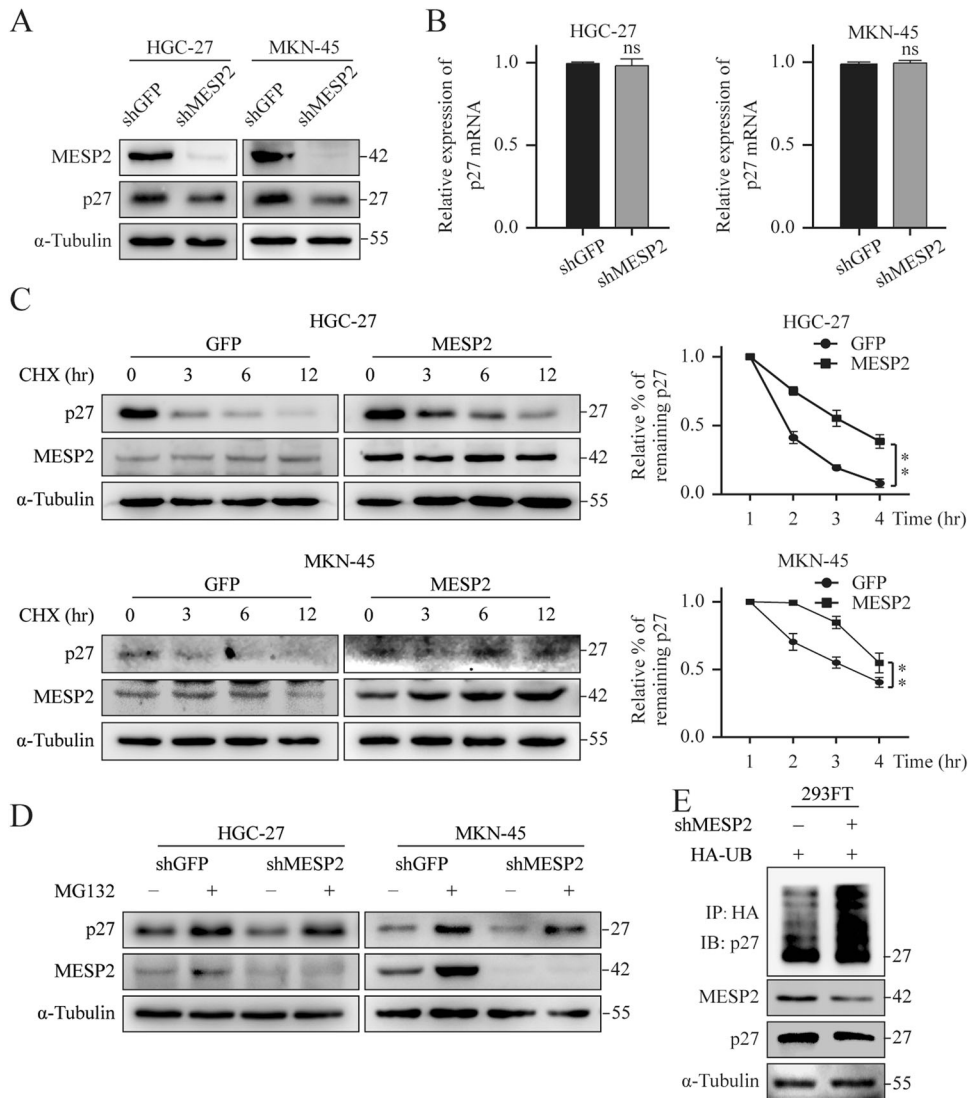 A
HGC-27 MKN-45
shGFP shMESP2 shGFP shMESP2
MESP2 42
p27 27
α-Tubulin 55
B
HGC-27
ns
Relative expression of
p27 mRNA
1.0
0.5
0.0
shGFP shMESP2
MKN-45
ns
Relative expression of
p27 mRNA
1.0
0.5
0.0
shGFP shMESP2
C
HGC-27
GFP MESP2
CHX (hr) 0 3 6 12 0 3 6 12
p27 27
MESP2 42
α-Tubulin 55
HGC-27
GFP
MESP2
Relative % of
remaining p27
1.0
0.5
0.0
**
1 2 3 4 Time (hr)
MKN-45
GFP MESP2
CHX (hr) 0 3 6 12 0 3 6 12
p27 27
MESP2 42
α-Tubulin 55
MKN-45
GFP
MESP2
Relative % of
remaining p27
1.0
0.5
0.0
**
1 2 3 4 Time (hr)
D
HGC-27 MKN-45
shGFP shMESP2 shGFP shMESP2
MG132 – + – + – + – +
p27 27
MESP2 42
α-Tubulin 55
E
293FT
shMESP2 – +
HA-UB + +
IP: HA
IB: p27 27
MESP2 42
p27 27
α-Tubulin 55